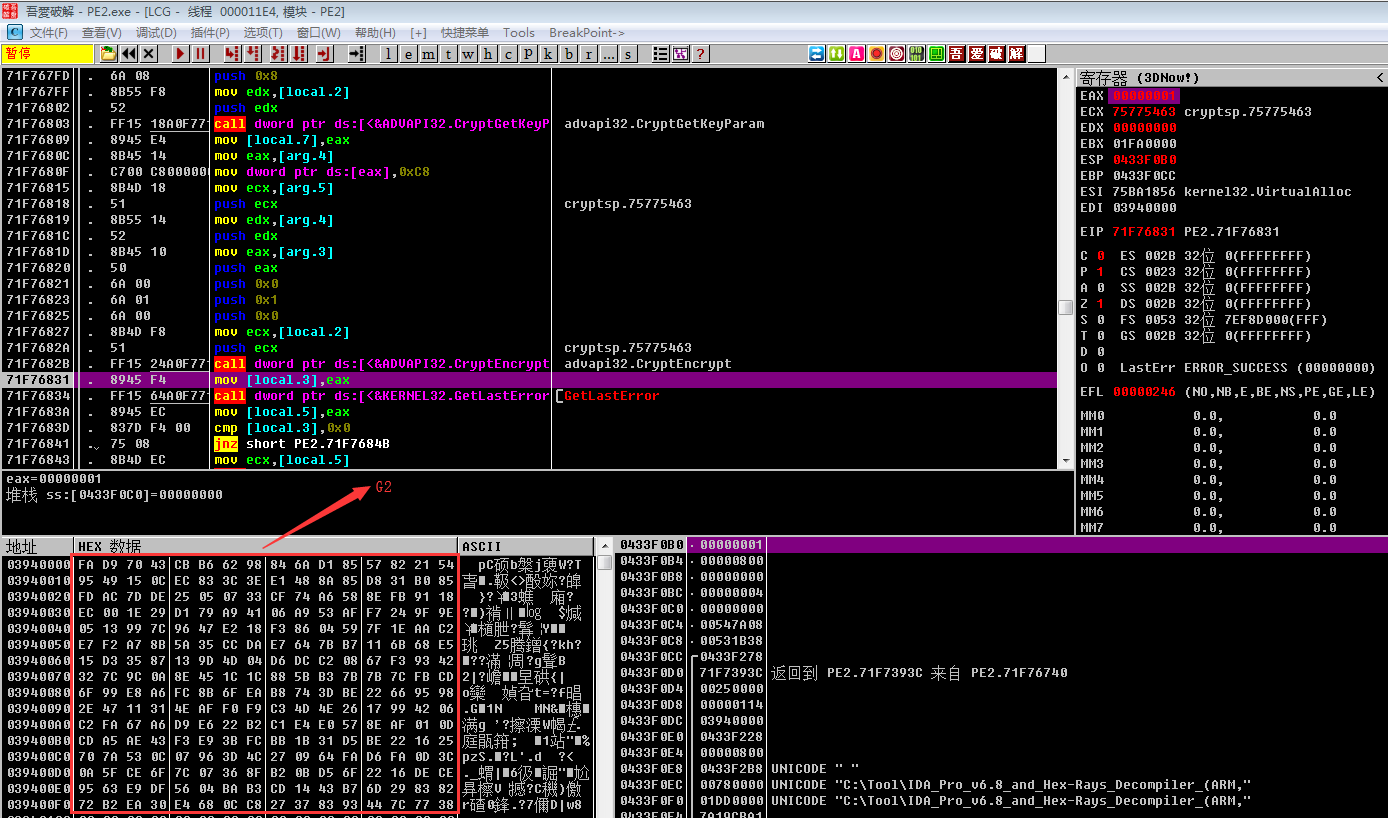 吾爱破解 - PE2.exe - [LCG - 线程 000011E4, 模块 - PE2]
文件(F) 查看(V) 调试(D) 插件(P) 选项(T) 窗口(W) 帮助(H) [+] 快捷菜单 Tools BreakPoint->
暂停 l e m t w h c P k b r ... s ? 吾 爱 破 解
71F767FD . 6A 08 push 0x8
71F767FF . 8B55 F8 mov edx,[local.2]
71F76802 . 52 push edx
71F76803 . FF15 18A0F77 call dword ptr ds:[<&ADVAPI32.CryptGetKeyP advapi32.CryptGetKeyParam
71F76809 . 8945 E4 mov [local.7],eax
71F7680C . 8B45 14 mov eax,[arg.4]
71F7680F . C700 C800000 mov dword ptr ds:[eax],0xC8
71F76815 . 8B4D 18 mov ecx,[arg.5]
71F76818 . 51 push ecx cryptsp.75775463
71F76819 . 8B55 14 mov edx,[arg.4]
71F7681C . 52 push edx
71F7681D . 8B45 10 mov eax,[arg.3]
71F76820 . 50 push eax
71F76821 . 6A 00 push 0x0
71F76823 . 6A 01 push 0x1
71F76825 . 6A 00 push 0x0
71F76827 . 8B4D F8 mov ecx,[local.2]
71F7682A . 51 push ecx cryptsp.75775463
71F7682B . FF15 24A0F77 call dword ptr ds:[<&ADVAPI32.CryptEncrypt advapi32.CryptEncrypt
71F76831 . 8945 F4 mov [local.3],eax
71F76834 . FF15 64A0F77 call dword ptr ds:[<&KERNEL32.GetLastError [GetLastError
71F7683A . 8945 EC mov [local.5],eax
71F7683D . 837D F4 00 cmp [local.3],0x0
71F76841 . 75 08 jnz short PE2.71F7684B
71F76843 . 8B4D EC mov ecx,[local.5]
寄存器 (3DNow!) <
EAX 00000001
ECX 75775463 cryptsp.75775463
EDX 00000000
EBX 01FA0000
ESP 0433F0B0
EBP 0433F0CC
ESI 75BA1856 kernel32.VirtualAlloc
EDI 03940000
EIP 71F76831 PE2.71F76831
C 0 ES 002B 32位 0(FFFFFFFF)
P 1 CS 0023 32位 0(FFFFFFFF)
A 0 SS 002B 32位 0(FFFFFFFF)
Z 1 DS 002B 32位 0(FFFFFFFF)
S 0 FS 0053 32位 7EF8D000(FFF)
T 0 GS 002B 32位 0(FFFFFFFF)
D 0
O 0 LastErr ERROR_SUCCESS (00000000)
EFL 00000246 (NO,NB,E,BE,NS,PE,GE,LE)
MM0 0.0, 0.0
MM1 0.0, 0.0
MM2 0.0, 0.0
MM3 0.0, 0.0
MM4 0.0, 0.0
MM5 0.0, 0.0
MM6 0.0, 0.0
MM7 0.0, 0.0
eax=00000001
堆栈 ss:[0433F0C0]=00000000
G2
地址 HEX 数据 ASCII
03940000 FA D9 70 43 CB B6 62 98 84 6A D1 85 57 82 21 54
03940010 95 49 15 0C EC 83 3C 3E E1 48 8A 85 D8 31 B0 85
03940020 FD AC 7D DE 25 05 07 33 CF 74 A6 58 8E FB 91 18
03940030 EC 00 1E 29 D1 79 A9 41 06 A9 53 AF F7 24 9F 9E
03940040 05 13 99 7C 96 47 E2 18 F3 86 04 59 7F 1E AA C2
03940050 E7 F2 A7 8B 5A 35 CC DA E7 64 7B B7 11 6B 68 E5
03940060 15 D3 35 87 13 9D 4D 04 D6 DC C2 08 67 F3 93 42
03940070 32 7C 9C 0A 8E 45 1C 1C 88 5B B3 7B 7B 7C FB CD
03940080 6F 99 E8 A6 FC 8B 6F EA B8 74 3D BE 22 66 95 98
03940090 2E 47 11 31 4E AF F0 F9 C3 4D 4E 26 17 99 42 06
039400A0 C2 FA 67 A6 D9 E6 22 B2 C1 E4 E0 57 8E AF 01 0D
039400B0 CD A5 AE 43 F3 E9 3B FC BB 1B 31 D5 BE 22 16 25
039400C0 70 7A 53 0C 07 96 3D 4C 27 09 64 FA D6 FA 0D 3C
039400D0 0A 5F CE 6F 7C 07 36 8F B2 0B D5 6F 22 16 DE CE
039400E0 95 63 E9 DF 56 04 BA B3 CD 14 43 B7 6D 29 83 82
039400F0 72 B2 EA 30 E4 68 0C C8 27 37 83 93 44 7C 77 38
0433F0B0 00000001
0433F0B4 00000800
0433F0B8 00000000
0433F0BC 00000004
0433F0C0 00000000
0433F0C4 00547A08
0433F0C8 00531B38
0433F0CC 0433F278
0433F0D0 71F7393C 返回到 PE2.71F7393C 来自 PE2.71F76740
0433F0D4 00250000
0433F0D8 00000114
0433F0DC 03940000
0433F0E0 0433F228
0433F0E4 00000800
0433F0E8 0433F2B8 UNICODE " "
0433F0EC 00780000 UNICODE "C:\Tool\IDA_Pro_v6.8_and_Hex-Rays_Decompiler_(ARM,"
0433F0F0 01DD0000 UNICODE "C:\Tool\IDA_Pro_v6.8_and_Hex-Rays_Decompiler_(ARM,"